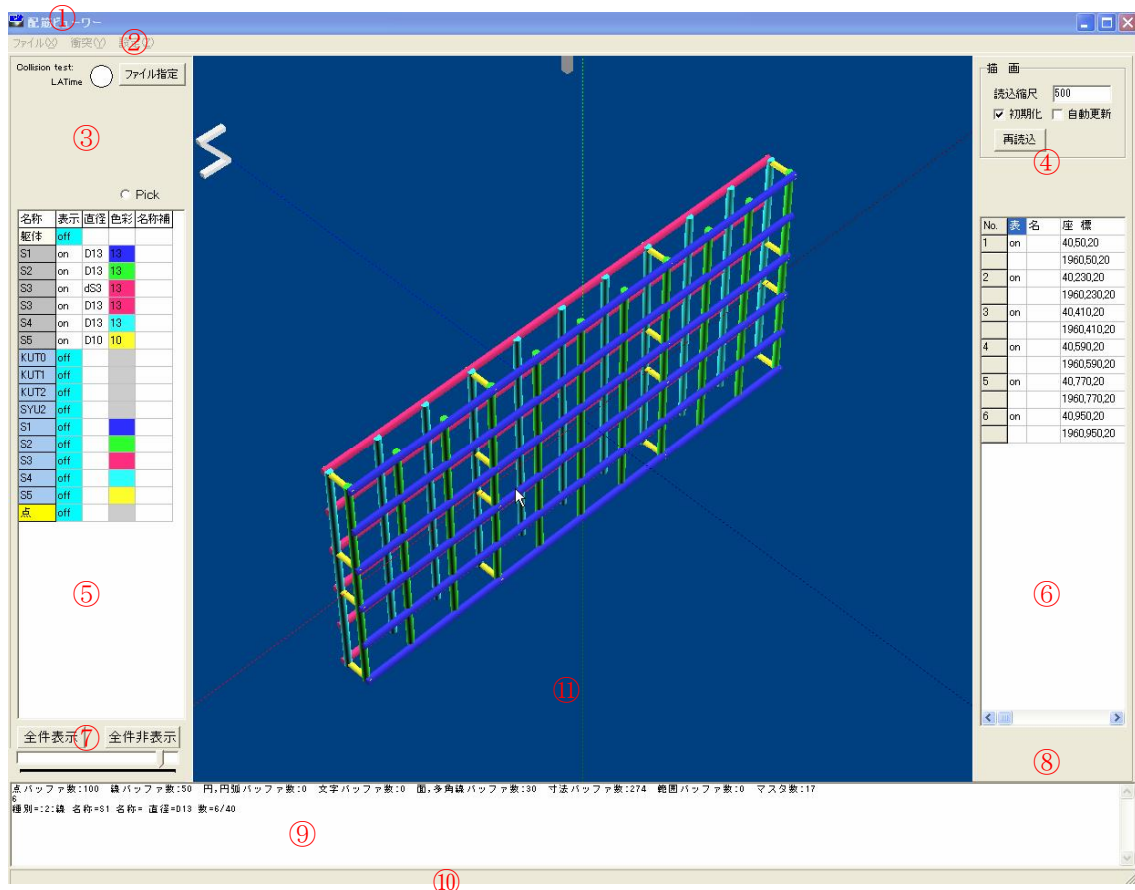 配筋ビューワー ①
ファイル(X) 衝突(Y) ②
Collision test:
LATime
ファイル指定
③
Pick
名称 表示 直径 色彩 名称補
躯体 off
S1 on D13 13
S2 on D13 13
S3 on dS3 13
S3 on D13 13
S4 on D13 13
S5 on D10 10
KUT0 off
KUT1 off
KUT2 off
SYU2 off
S1 off
S2 off
S3 off
S4 off
S5 off
点 off
⑤
全件表示 ⑦ 全件非表示
⑪
描 画
読込縮尺 500
初期化 自動更新
再読込
④
No. 表 名 座 標
1 on 40,50,20
1960,50,20
2 on 40,230,20
1960,230,20
3 on 40,410,20
1960,410,20
4 on 40,590,20
1960,590,20
5 on 40,770,20
1960,770,20
6 on 40,950,20
1960,950,20
⑥
⑧
点バッファ数:100 線バッファ数:50 円,円弧バッファ数:0 文字バッファ数:0 面,多角線バッファ数:30 寸法バッファ数:274 範囲バッファ数:0 マスタ数:17
6
種別=:2:線 名称=S1 名称= 直径=D13 数=6/40
⑨
⑩